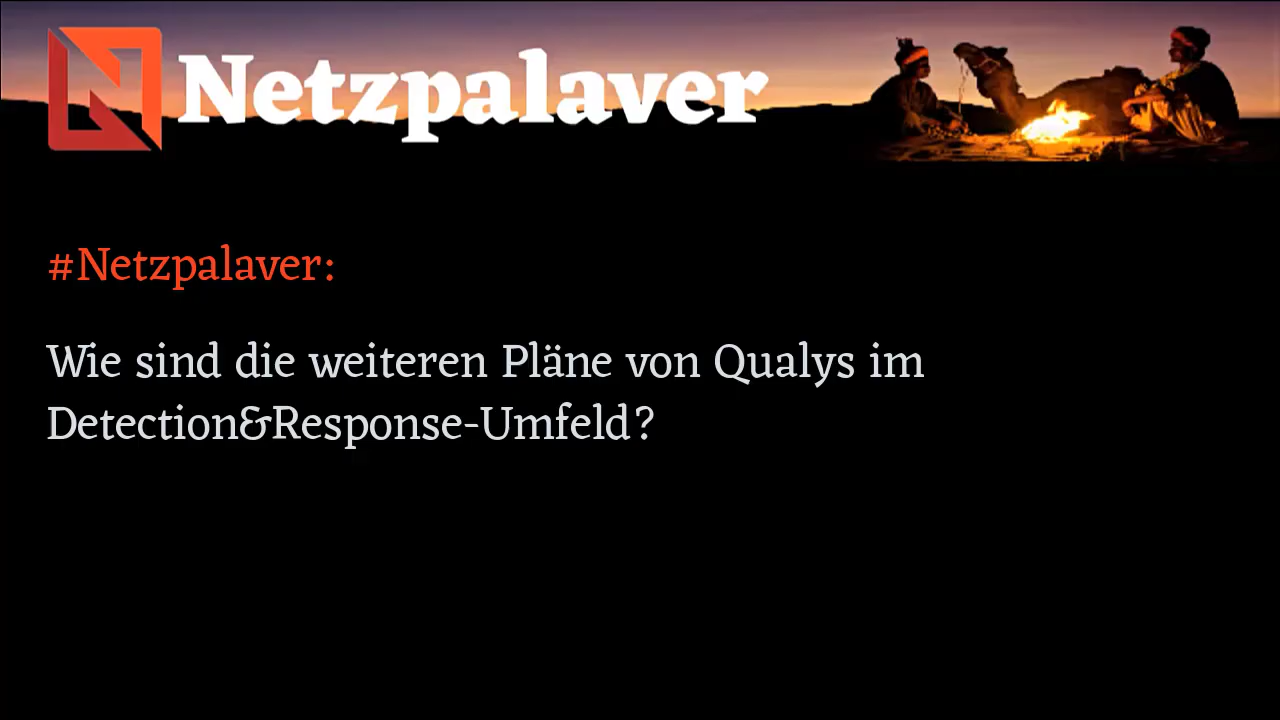 Netzpalaver
#Netzpalaver:
Wie sind die weiteren Pläne von Qualys im
Detection&Response-Umfeld?